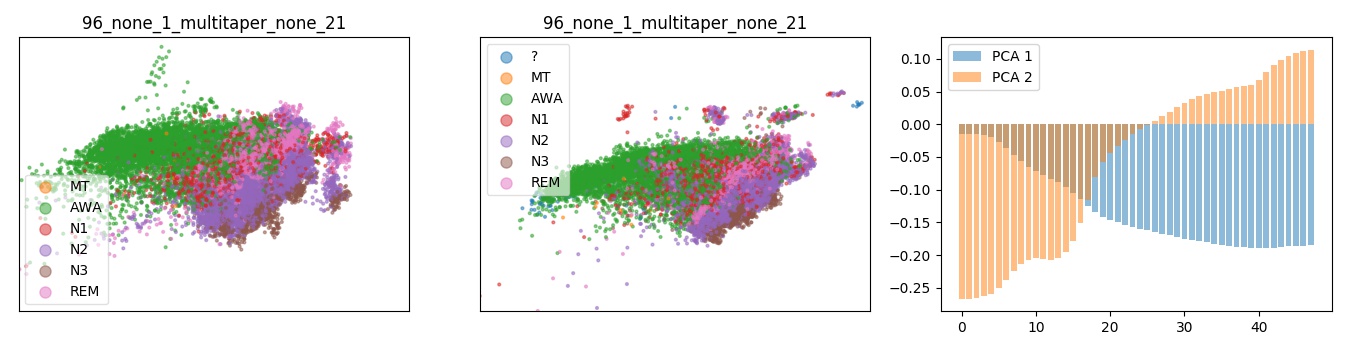 96_none_1_multitaper_none_21
MT
AWA
N1
N2
N3
REM
96_none_1_multitaper_none_21
?
MT
AWA
N1
N2
N3
REM
PCA 1
PCA 2
0.10
0.05
0.00
−0.05
−0.10
−0.15
−0.20
−0.25
0 10 20 30 40